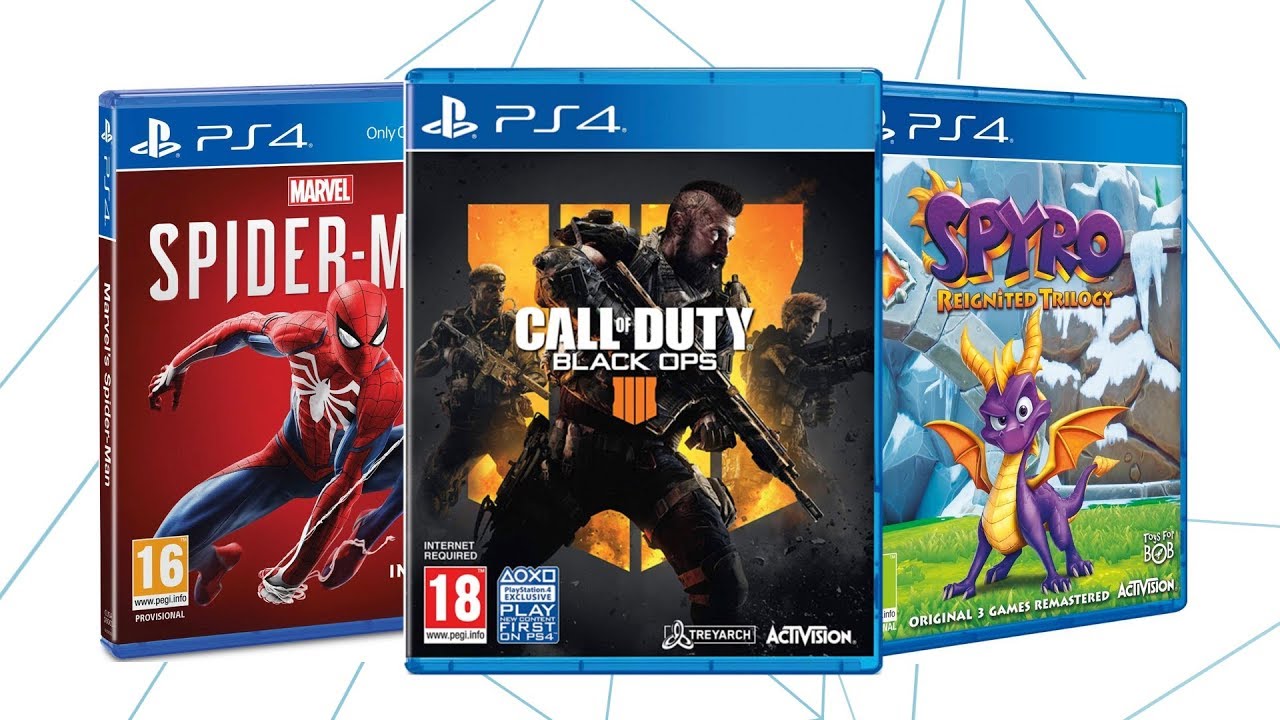 PS4
Only O
PS4
MARVEL
SPIDER-M
Marvel's Spider-Man
16
www.pegi.info
PROVISIONAL
IN
PS4
CALL OF DUTY
BLACK OPS
IIII
INTERNET
REQUIRED
18
www.pegi.info
PlayStation.4
EXCLUSIVE
PLAY
NEW CONTENT
FIRST
ON PS4
TREYARCH
ACTIVISION
PS4
SPYRO
REIGNITED TRILOGY
TOYS FOR
BOB
ORIGINAL 3 GAMES REMASTERED
ACTIVISION